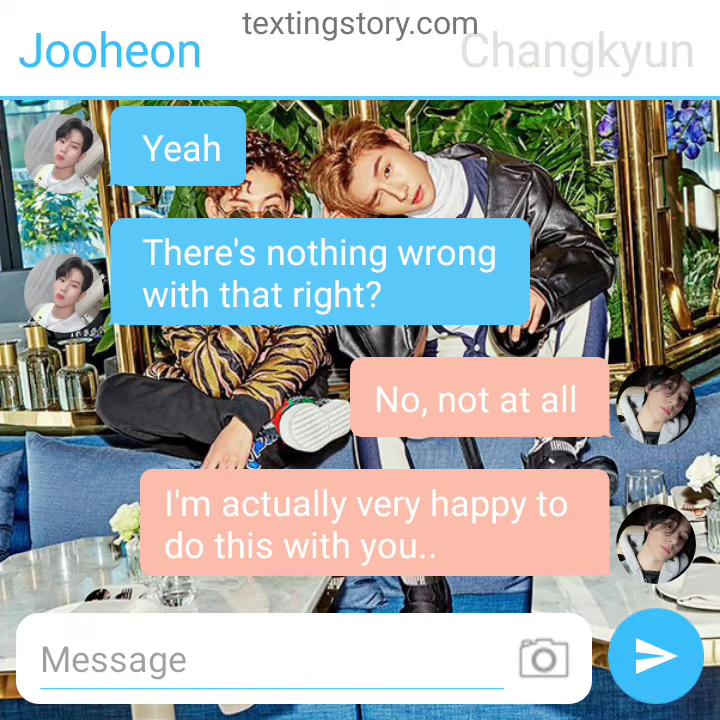 textingstory.com
Jooheon
Changkyun
Yeah
There's nothing wrong
with that right?
No, not at all
I'm actually very happy to
do this with you..
Message